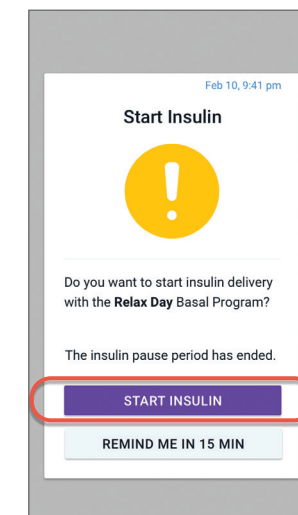 Feb 10, 9:41 pm
Start Insulin
Do you want to start insulin delivery
with the Relax Day Basal Program?
The insulin pause period has ended.
START INSULIN
REMIND ME IN 15 MIN